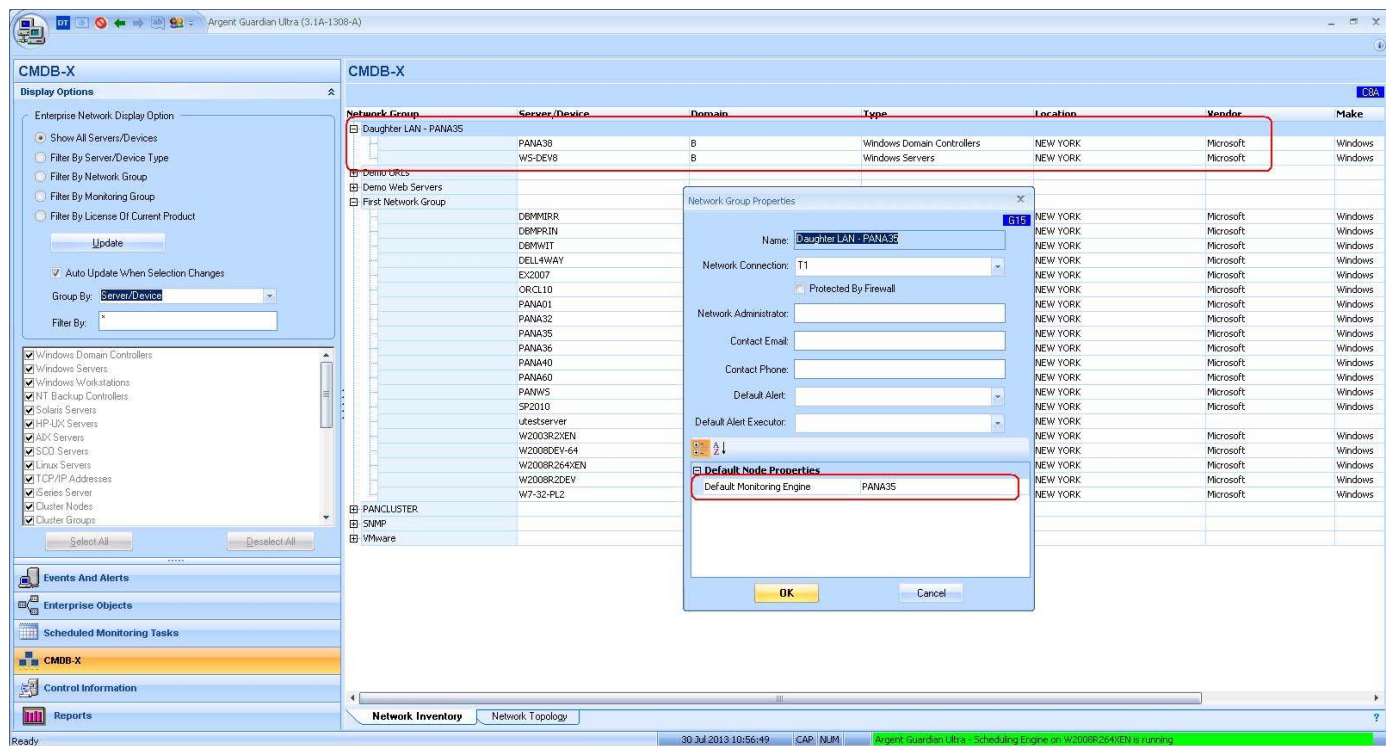 DT
ab
Argent Guardian Ultra (3.1A-1308-A)
CMDB-X
Display Options
Enterprise Network Display Option
Show All Servers/Devices
Filter By Server/Device Type
Filter By Network Group
Filter By Monitoring Group
Filter By License Of Current Product
Update
Auto Update When Selection Changes
Group By: Server/Device
Filter By: *
Windows Domain Controllers
Windows Servers
Windows Workstations
NT Backup Controllers
Solaris Servers
HP-UX Servers
AIX Servers
SCO Servers
Linux Servers
TCP/IP Addresses
iSeries Server
Cluster Nodes
Cluster Groups
Select All Deselect All
Events And Alerts
Enterprise Objects
Scheduled Monitoring Tasks
CMDB-X
Control Information
Reports
CMDB-X
C8A
Network Group Server/Device Domain Type Location Vendor Make
Daughter LAN - PANA35
PANA38 B Windows Domain Controllers NEW YORK Microsoft Windows
WS-DEV8 B Windows Servers NEW YORK Microsoft Windows
Demo URLs
Demo Web Servers
First Network Group
DBMMIRR NEW YORK Microsoft Windows
DBMPRIN NEW YORK Microsoft Windows
DBMWIT NEW YORK Microsoft Windows
DELL4WAY NEW YORK Microsoft Windows
EX2007 NEW YORK Microsoft Windows
ORCL10 NEW YORK Microsoft Windows
PANA01 NEW YORK Microsoft Windows
PANA32 NEW YORK Microsoft Windows
PANA35 NEW YORK Microsoft Windows
PANA36 NEW YORK Microsoft Windows
PANA40 NEW YORK Microsoft Windows
PANA60 NEW YORK Microsoft Windows
PANWS NEW YORK Microsoft Windows
SP2010 NEW YORK Microsoft Windows
utestserver NEW YORK
W2003R2XEN NEW YORK Microsoft Windows
W2008DEV-64 NEW YORK Microsoft Windows
W2008R264XEN NEW YORK Microsoft Windows
W2008R2DEV NEW YORK Microsoft Windows
W7-32-PL2 NEW YORK Microsoft Windows
PANCLUSTER
SNMP
VMware
Network Group Properties
G15
Name: Daughter LAN - PANA35
Network Connection: T1
Protected By Firewall
Network Administrator:
Contact Email:
Contact Phone:
Default Alert:
Default Alert Executor:
Default Node Properties
Default Monitoring Engine PANA35
OK Cancel
Network Inventory Network Topology
Ready 30 Jul 2013 10:56:49 CAP NUM Argent Guardian Ultra - Scheduling Engine on W2008R264XEN is running